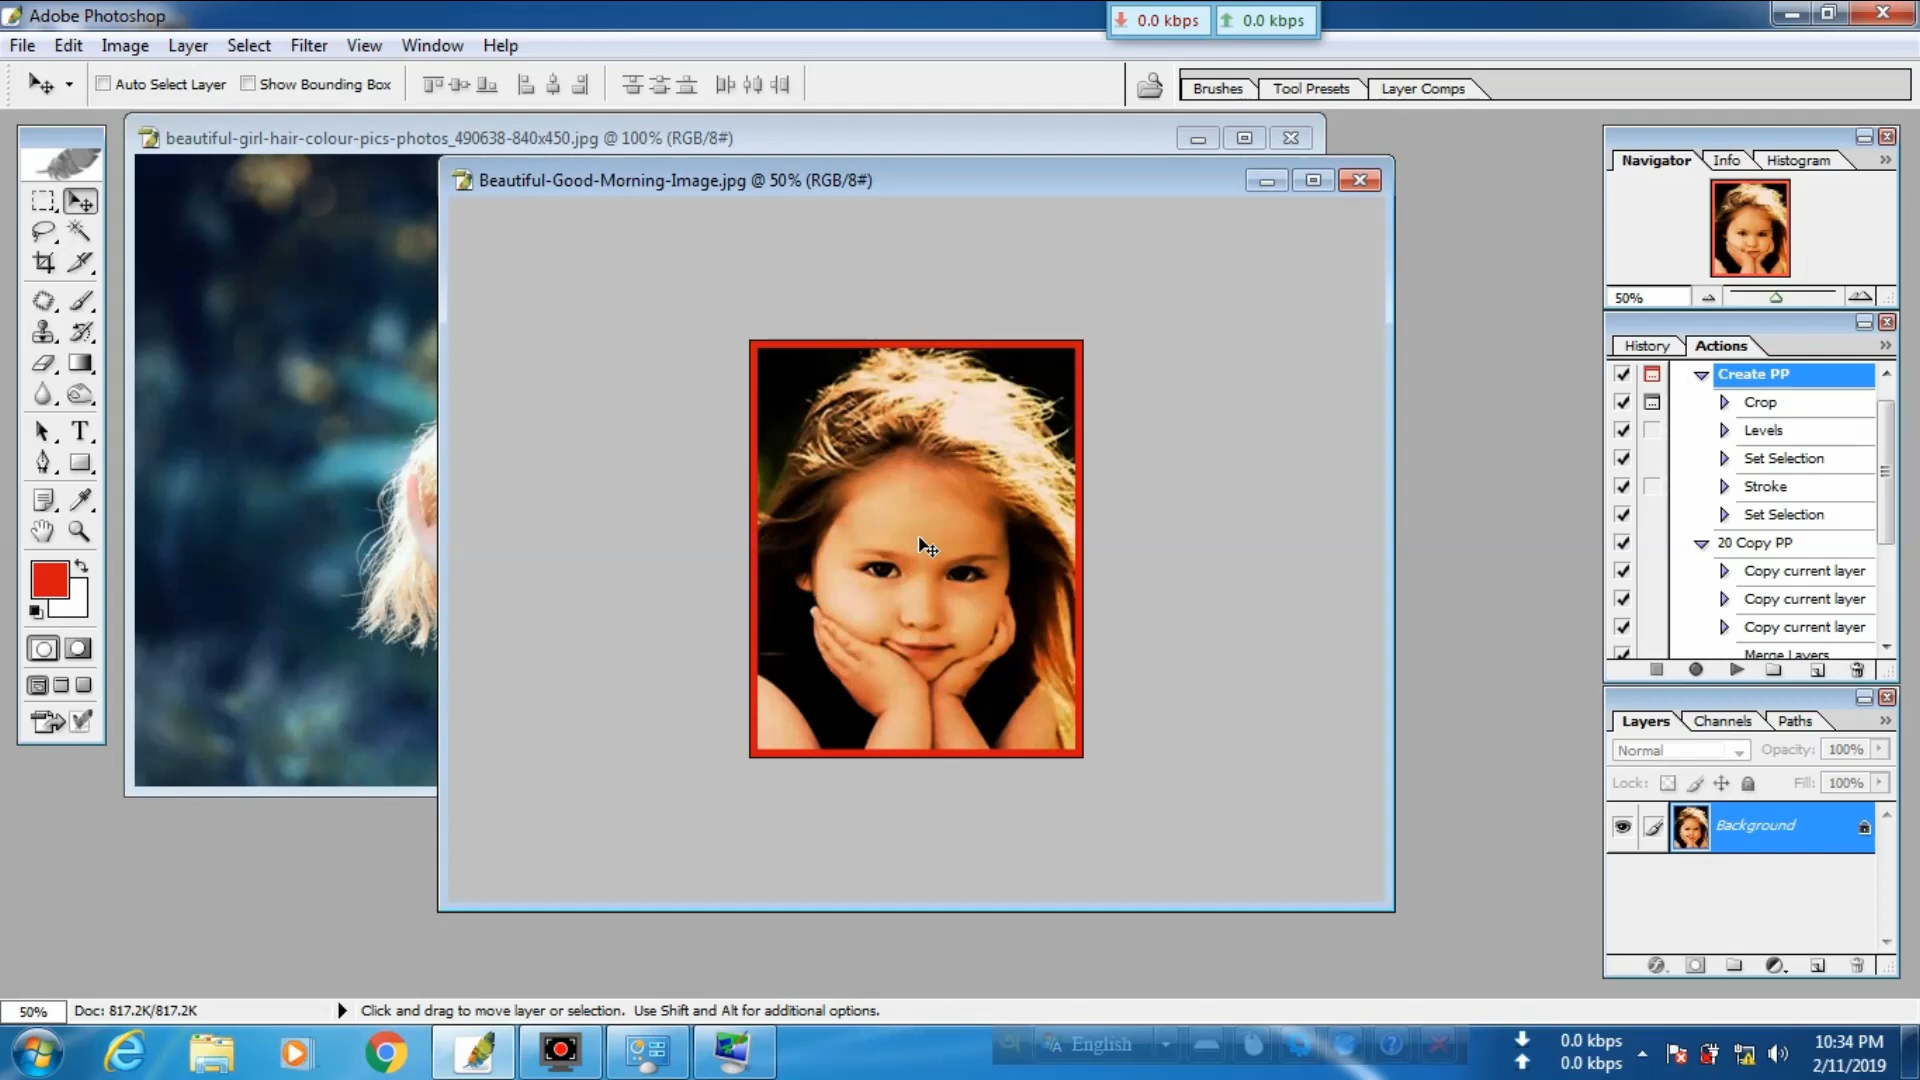 Adobe Photoshop
0.0 kbps
0.0 kbps
File Edit Image Layer Select Filter View Window Help
Auto Select Layer
Show Bounding Box
Brushes
Tool Presets
Layer Comps
beautiful-girl-hair-colour-pics-photos_490638-840x450.jpg @ 100% (RGB/8#)
Beautiful-Good-Morning-Image.jpg @ 50% (RGB/8#)
Navigator
Info
Histogram
50%
History
Actions
Create PP
Crop
Levels
Set Selection
Stroke
Set Selection
20 Copy PP
Copy current layer
Copy current layer
Copy current layer
Merge Layers
Layers
Channels
Paths
Normal
Opacity: 100%
Lock:
Fill: 100%
Background
50%
Doc: 817.2K/817.2K
Click and drag to move layer or selection. Use Shift and Alt for additional options.
English
0.0 kbps
0.0 kbps
10:34 PM
2/11/2019